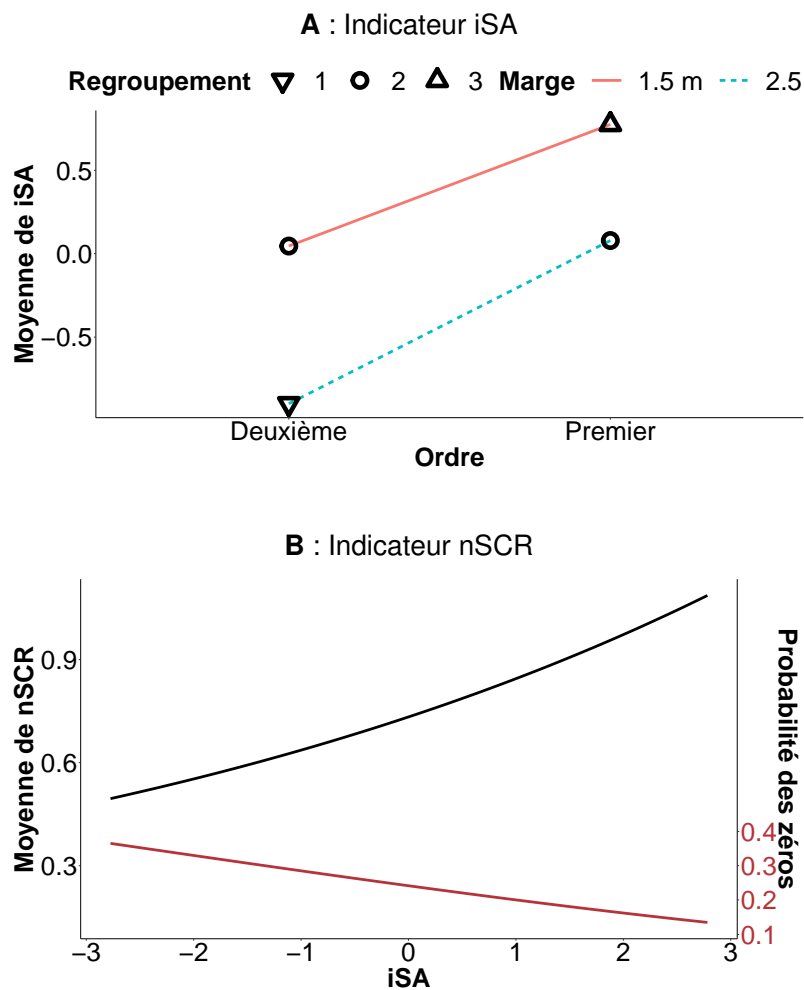 A : Indicateur iSA
Regroupement 1 2 3 Marge 1.5 m 2.5
Moyenne de iSA
0.5
0.0
−0.5
Deuxième Premier
Ordre
B : Indicateur nSCR
Moyenne de nSCR
0.9
0.6
0.3
Probabilité des zéros
0.4
0.3
0.2
0.1
−3 −2 −1 0 1 2 3
iSA